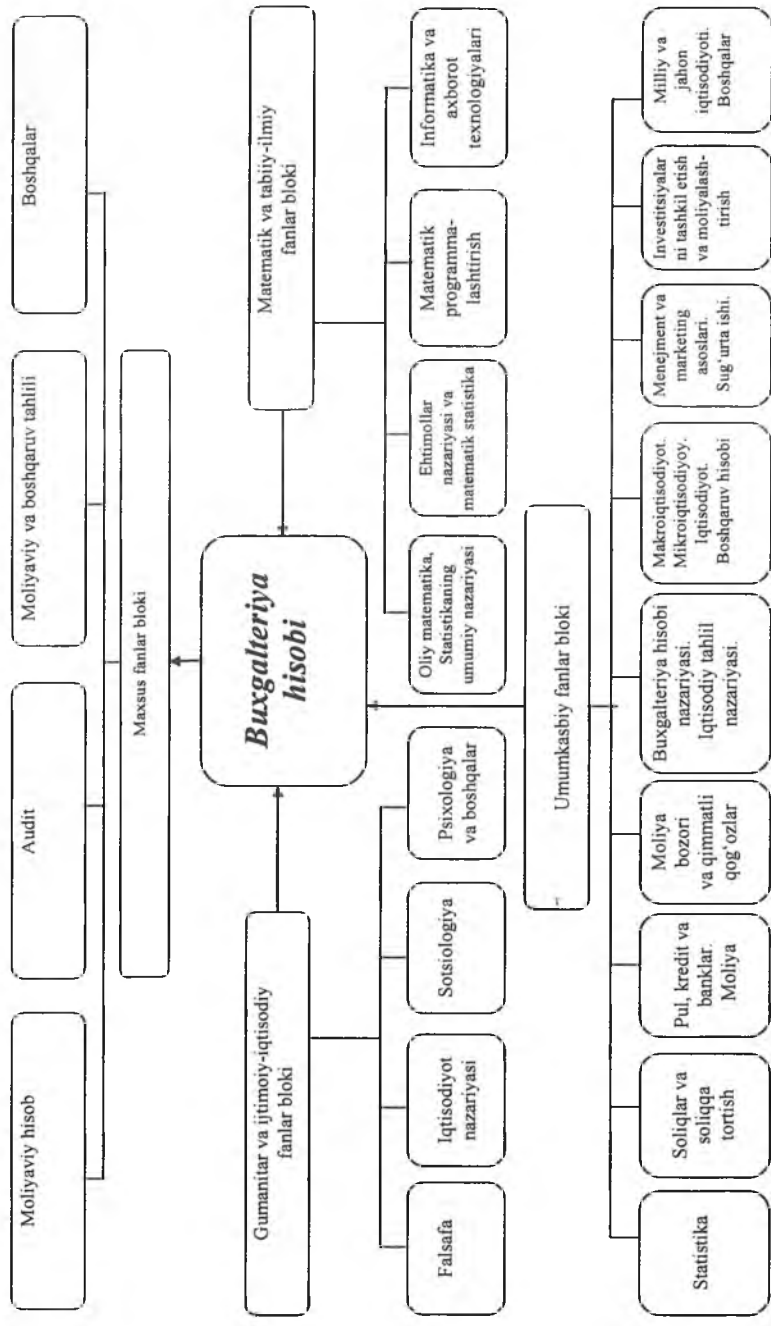 Moliyaviy hisob
Audit
Moliyaviy va boshqaruv tahlili
Boshqalar
Maxsus fanlar bloki
Gumanitar va ijtimoiy-iqtisodiy
fanlar bloki
Buxgalteriya
hisobi
Matematik va tabiiy-ilmiy
fanlar bloki
Falsafa
Iqtisodiyot
nazariyasi
Sotsiologiya
Psixologiya
va boshqalar
Oliy matematika,
Statistikaning
umumiy nazariyasi
Ehtimollar
nazariyasi va
matematik statistika
Matematik
programma-
lashtirish
Informatika va
axborot
texnologiyalari
Umumkasbiy fanlar bloki
Statistika
Soliqlar va
soliqqa
tortish
Pul, kredit va
banklar.
Moliya
Moliya
bozori
va qimmatli
qog‘ozlar
Buxgalteriya hisobi
nazariyasi.
Iqtisodiy tahlil
nazariyasi.
Makroiqtisodiyot.
Mikroiqtisodiyoy.
Iqtisodiyot.
Boshqaruv hisobi
Menejment va
marketing
asoslari.
Sug‘urta ishi.
Investitsiyalar
ni tashkil etish
va moliyalash-
tirish
Milliy va
jahon
iqtisodiyoti.
Boshqalar